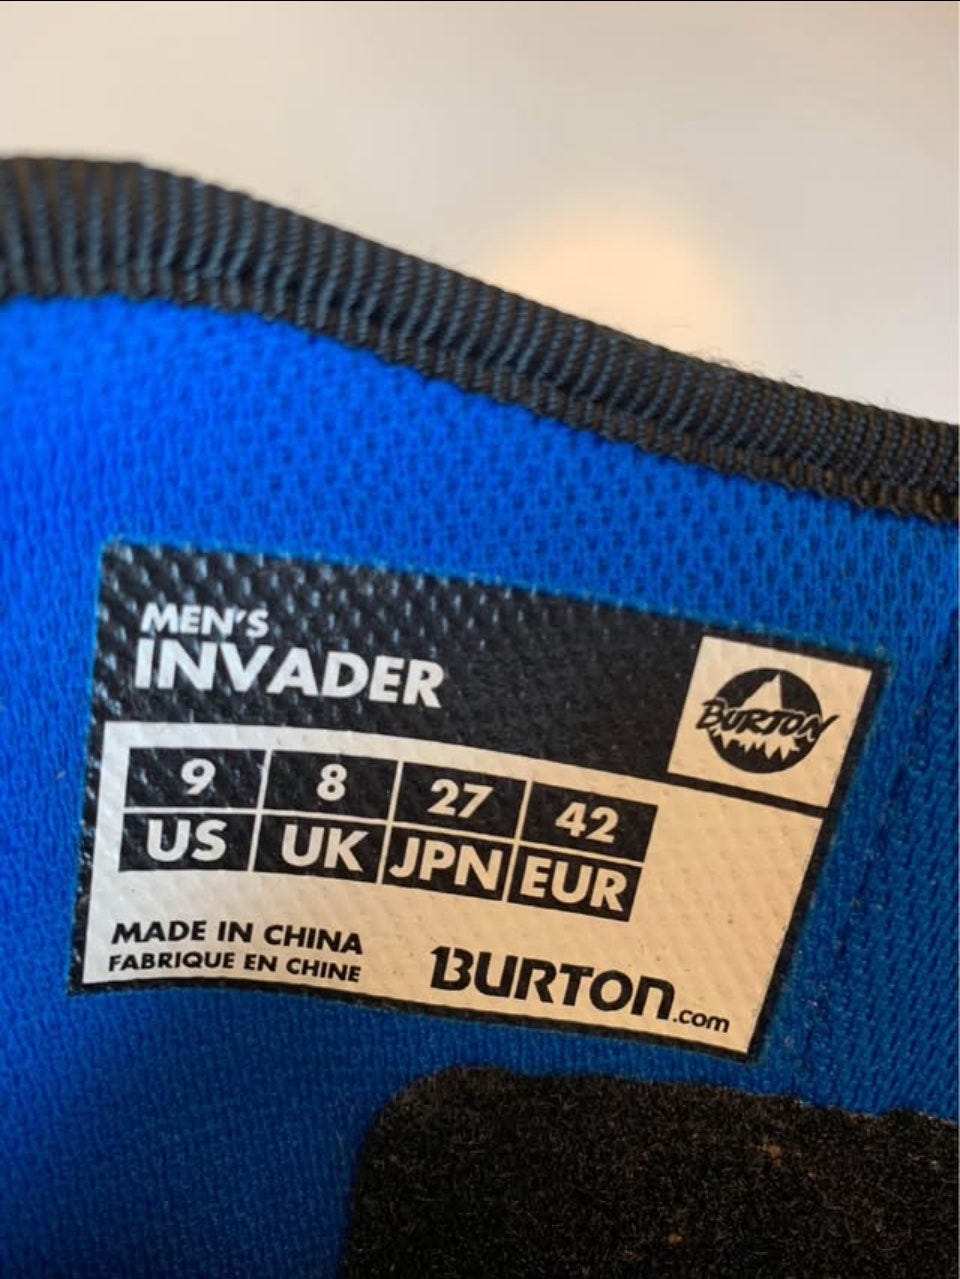 MEN'S
INVADER
BURTON
9 8 27 42
US UK JPN EUR
MADE IN CHINA
FABRIQUE EN CHINE
BURTON.com